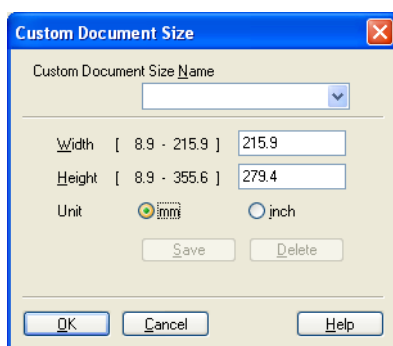 Custom Document Size
Custom Document Size Name
Width [ 8.9 - 215.9 ] 215.9
Height [ 8.9 - 355.6 ] 279.4
Unit mm inch
Save Delete
OK Cancel Help